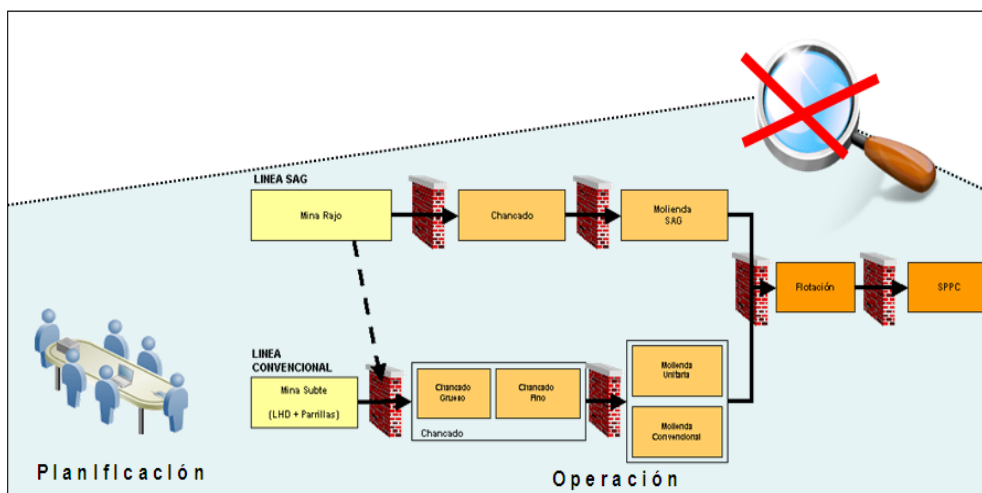 LINEA SAG
Mina Rajo
Chancado
Molienda
SAG
Flotación
SPPC
LINEA
CONVENCIONAL
Mina Subte
(LHD + Parrillas)
Chancado
Grueso
Chancado
Fino
Chancado
Molienda
Unitaria
Molienda
Convencional
Planificación
Operación